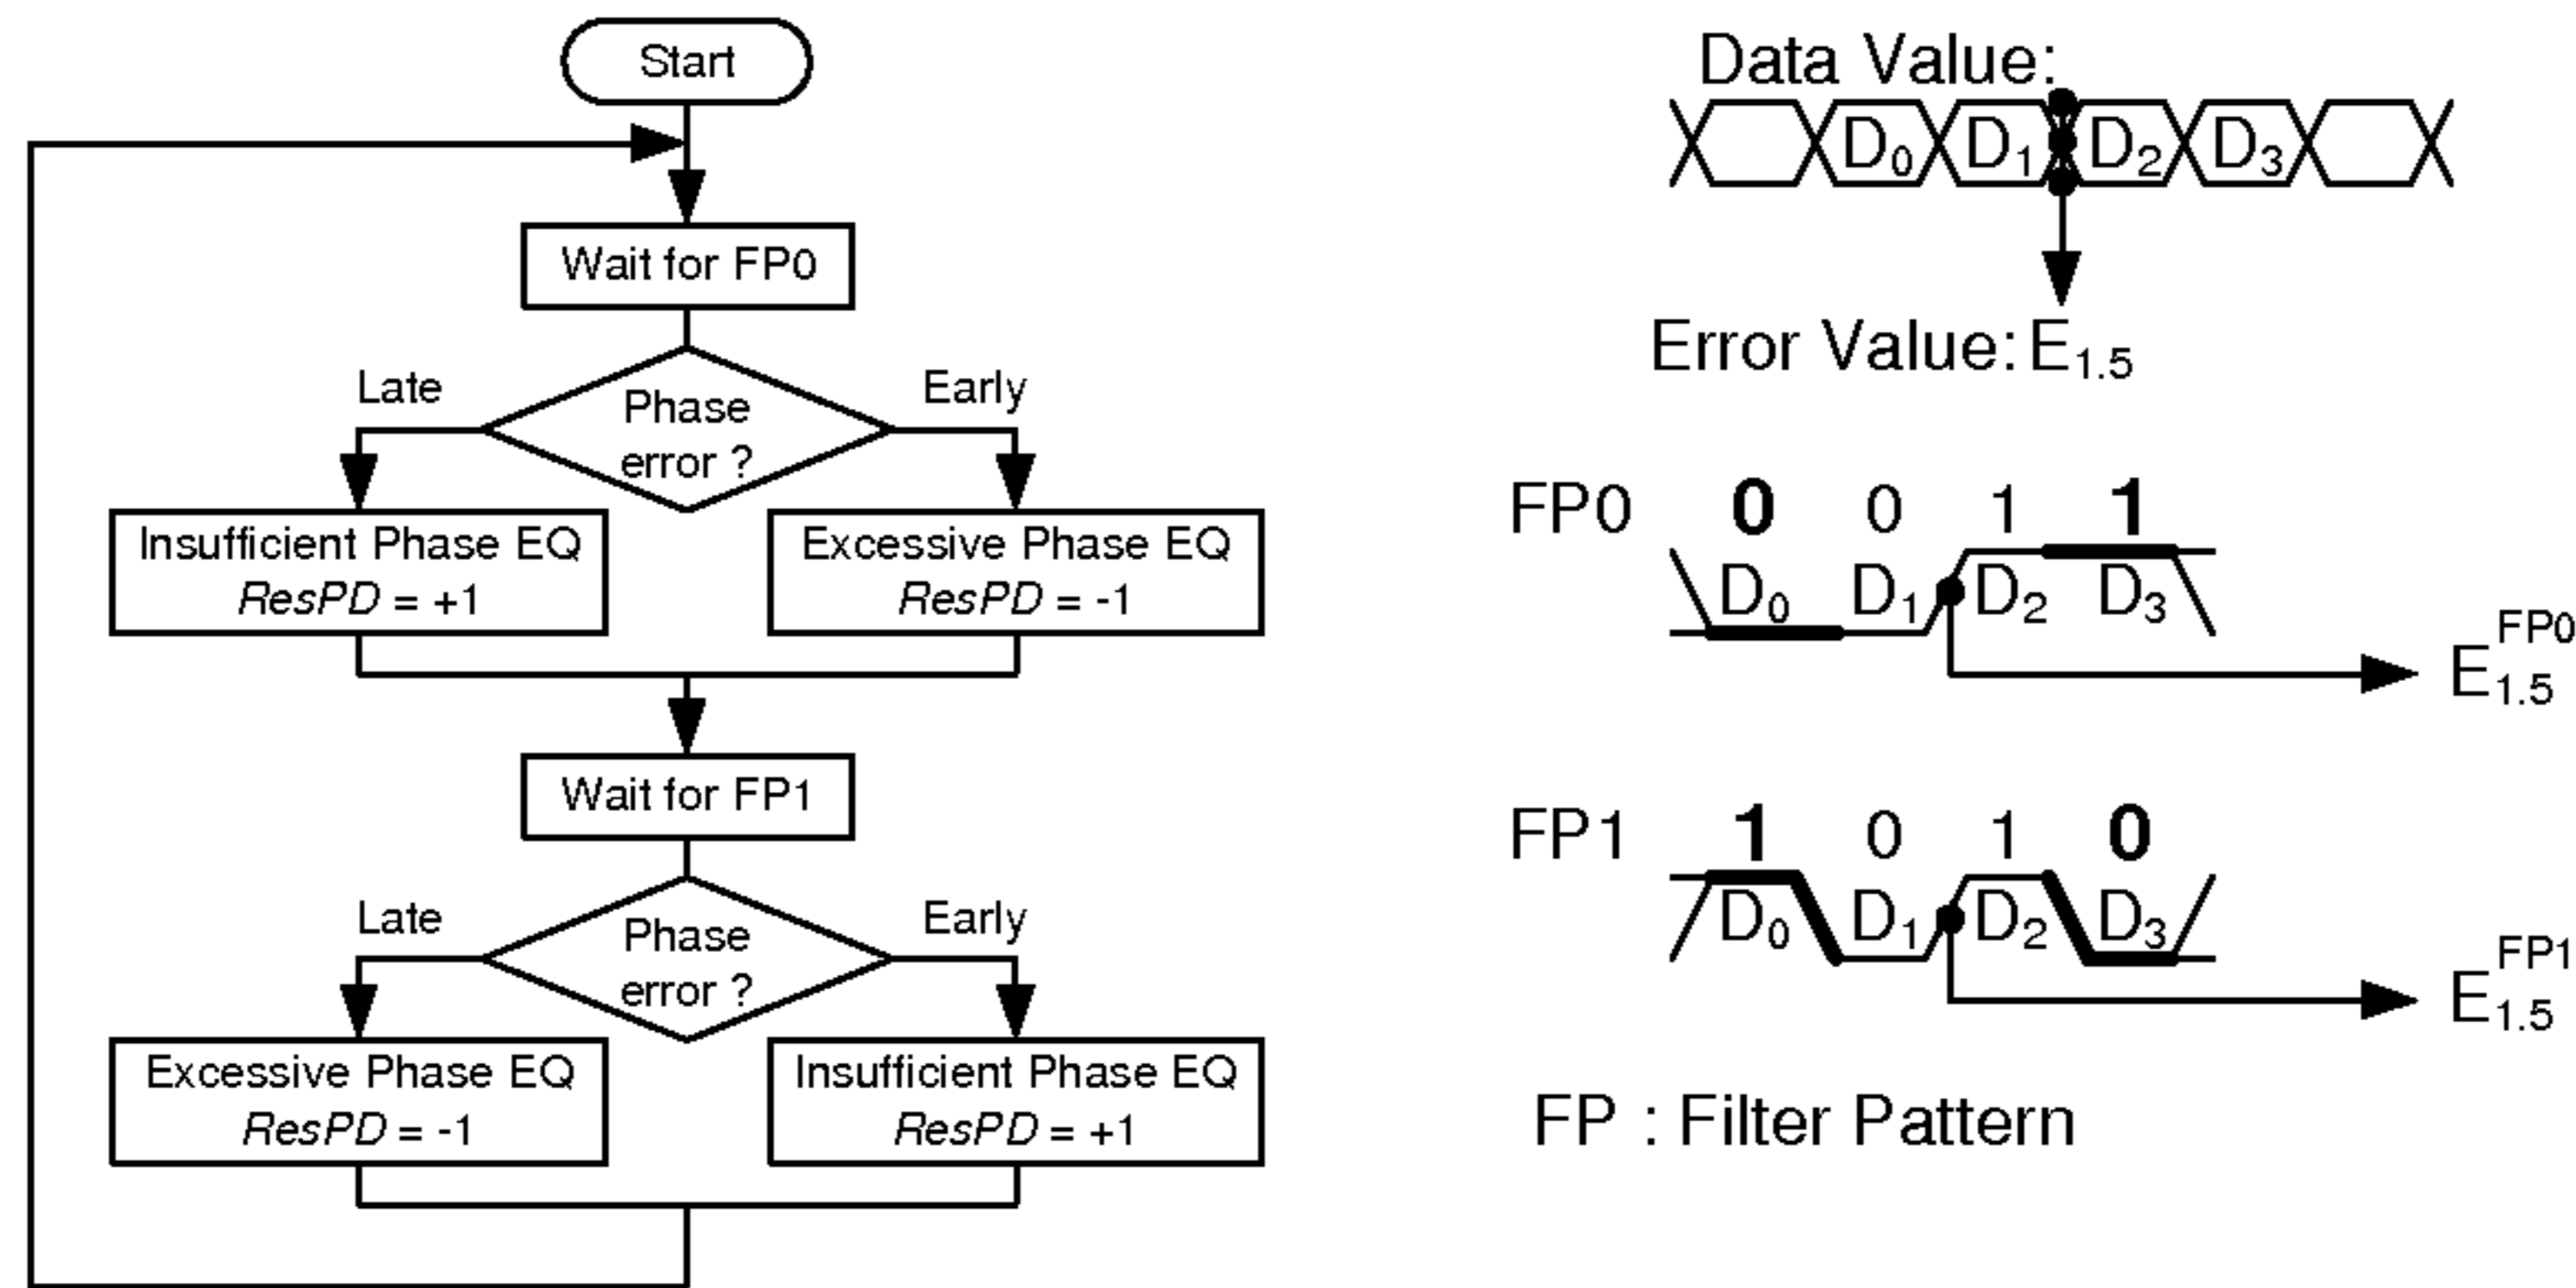 Start
Wait for FP0
Late
Early
Phase
error ?
Insufficient Phase EQ
ResPD = +1
Excessive Phase EQ
ResPD = -1
Wait for FP1
Late
Early
Phase
error ?
Excessive Phase EQ
ResPD = -1
Insufficient Phase EQ
ResPD = +1
Data Value:
D0 D1 D2 D3
Error Value: E1.5
FP0 0 0 1 1
D0 D1 D2 D3
E1.5 FP0
FP1 1 0 1 0
D0 D1 D2 D3
E1.5 FP1
FP : Filter Pattern